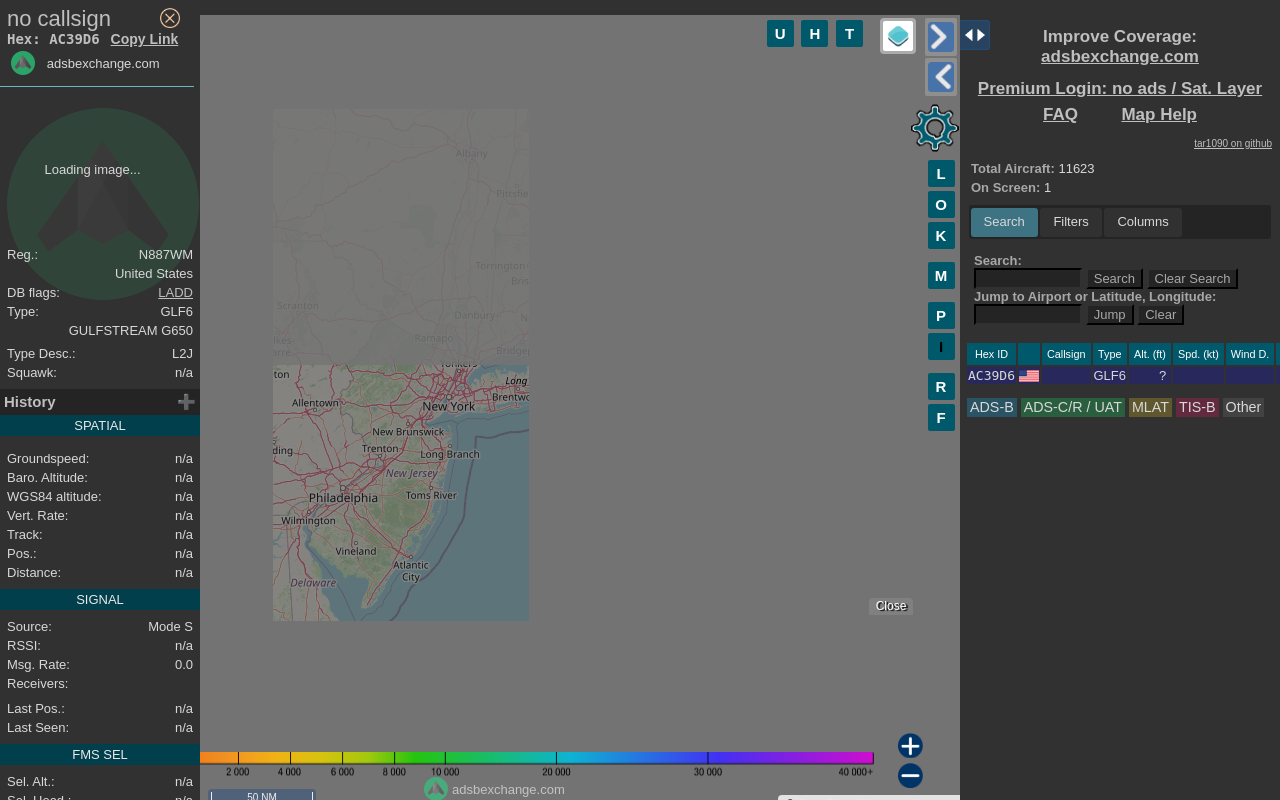 no callsign
Hex: AC39D6 Copy Link
adsbexchange.com
Loading image...
Reg.: N887WM
United States
DB flags: LADD
Type: GLF6
GULFSTREAM G650
Type Desc.: L2J
Squawk: n/a
History
SPATIAL
Groundspeed: n/a
Baro. Altitude: n/a
WGS84 altitude: n/a
Vert. Rate: n/a
Track: n/a
Pos.: n/a
Distance: n/a
SIGNAL
Source: Mode S
RSSI: n/a
Msg. Rate: 0.0
Receivers:
Last Pos.: n/a
Last Seen: n/a
FMS SEL
Sel. Alt.: n/a
Sel. Head.: n/a
U H T
L
O
K
M
P
I
R
F
Albany
Pittsfie
Torrington
Bris
Scranton
Danbury
N
lkes
arré
Ramapo
Bridgep
Yonkers
ton
Long
Allentown
New York
Brentwo
New Brunswick
ding
Trenton
Long Branch
New Jersey
Philadelphia
Toms River
Wilmington
Vineland
Atlantic
City
Delaware
Close
2 000 4 000 6 000 8 000 10 000 20 000 30 000 40 000+
adsbexchange.com
50 NM
Improve Coverage:
adsbexchange.com
Premium Login: no ads / Sat. Layer
FAQ Map Help
tar1090 on github
Total Aircraft: 11623
On Screen: 1
Search Filters Columns
Search:
Search Clear Search
Jump to Airport or Latitude, Longitude:
Jump Clear
Hex ID Callsign Type Alt. (ft) Spd. (kt) Wind D.
AC39D6 GLF6 ?
ADS-B ADS-C/R / UAT MLAT TIS-B Other